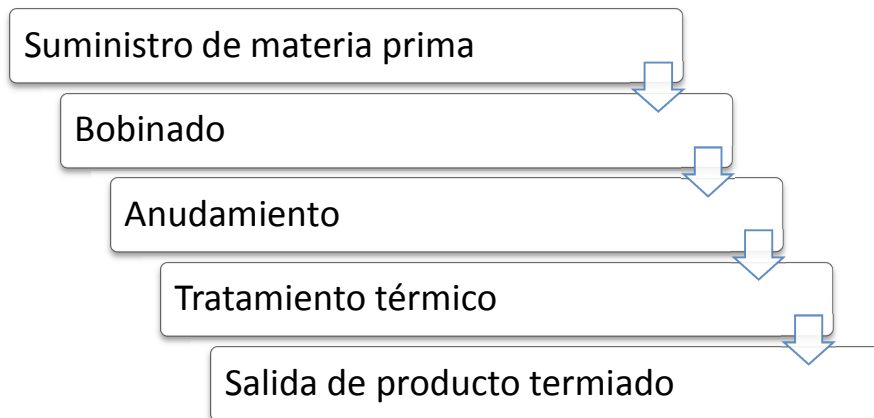 Suministro de materia prima
Bobinado
Anudamiento
Tratamiento térmico
Salida de producto termiado